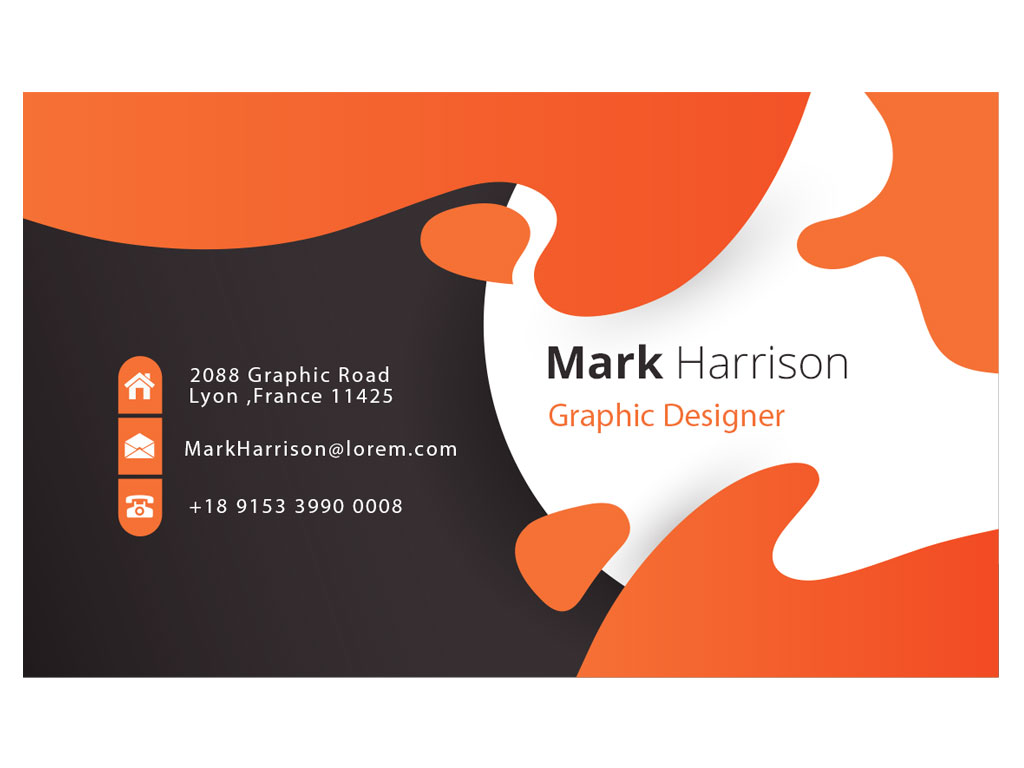 2088 Graphic Road
Lyon ,France 11425
MarkHarrison@lorem.com
+18 9153 3990 0008
Mark Harrison
Graphic Designer